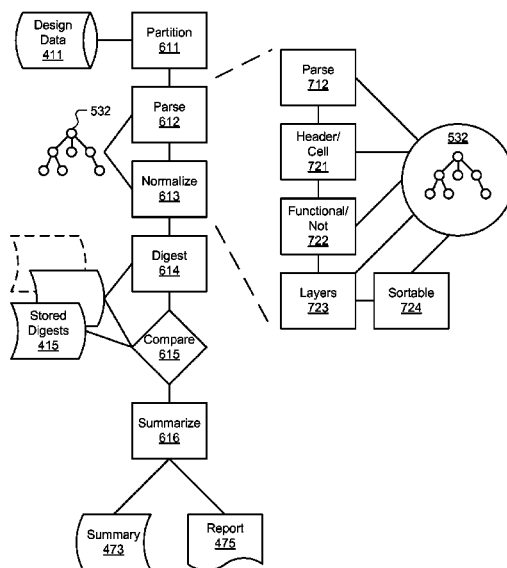 Design
Data
411
Partition
611
532
Parse
612
Normalize
613
Digest
614
Stored
Digests
415
Compare
615
Summarize
616
Summary
473
Report
475
Parse
712
Header/
Cell
721
Functional/
Not
722
Layers
723
Sortable
724
532